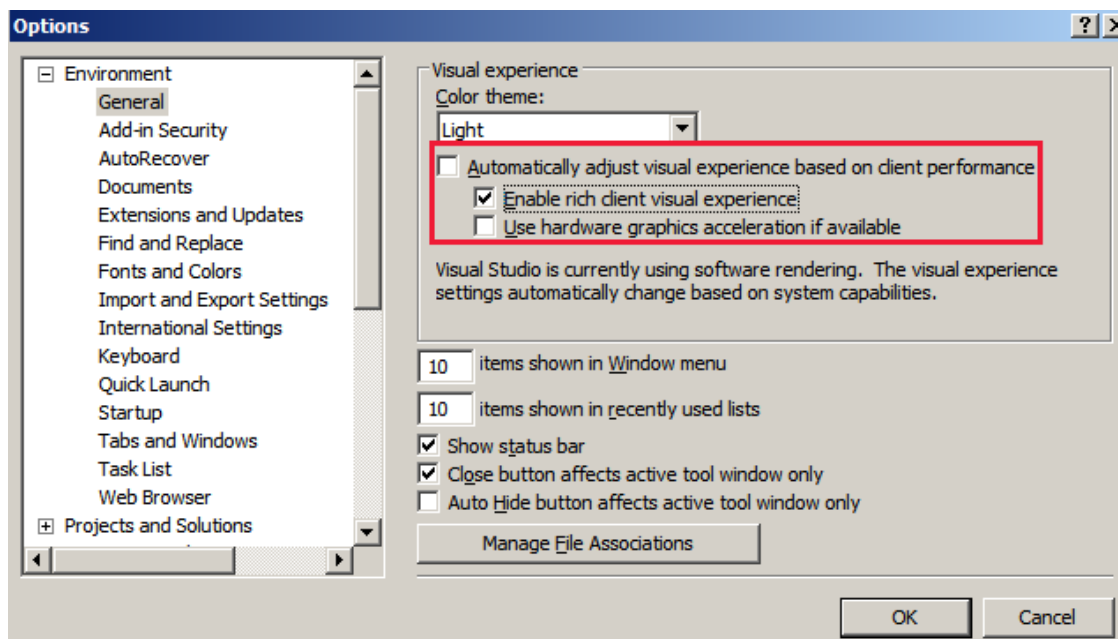 Options
Environment
General
Add-in Security
AutoRecover
Documents
Extensions and Updates
Find and Replace
Fonts and Colors
Import and Export Settings
International Settings
Keyboard
Quick Launch
Startup
Tabs and Windows
Task List
Web Browser
Projects and Solutions
Visual experience
Color theme:
Light
Automatically adjust visual experience based on client performance
Enable rich client visual experience
Use hardware graphics acceleration if available
Visual Studio is currently using software rendering. The visual experience
settings automatically change based on system capabilities.
10 items shown in Window menu
10 items shown in recently used lists
Show status bar
Close button affects active tool window only
Auto Hide button affects active tool window only
Manage File Associations
OK
Cancel